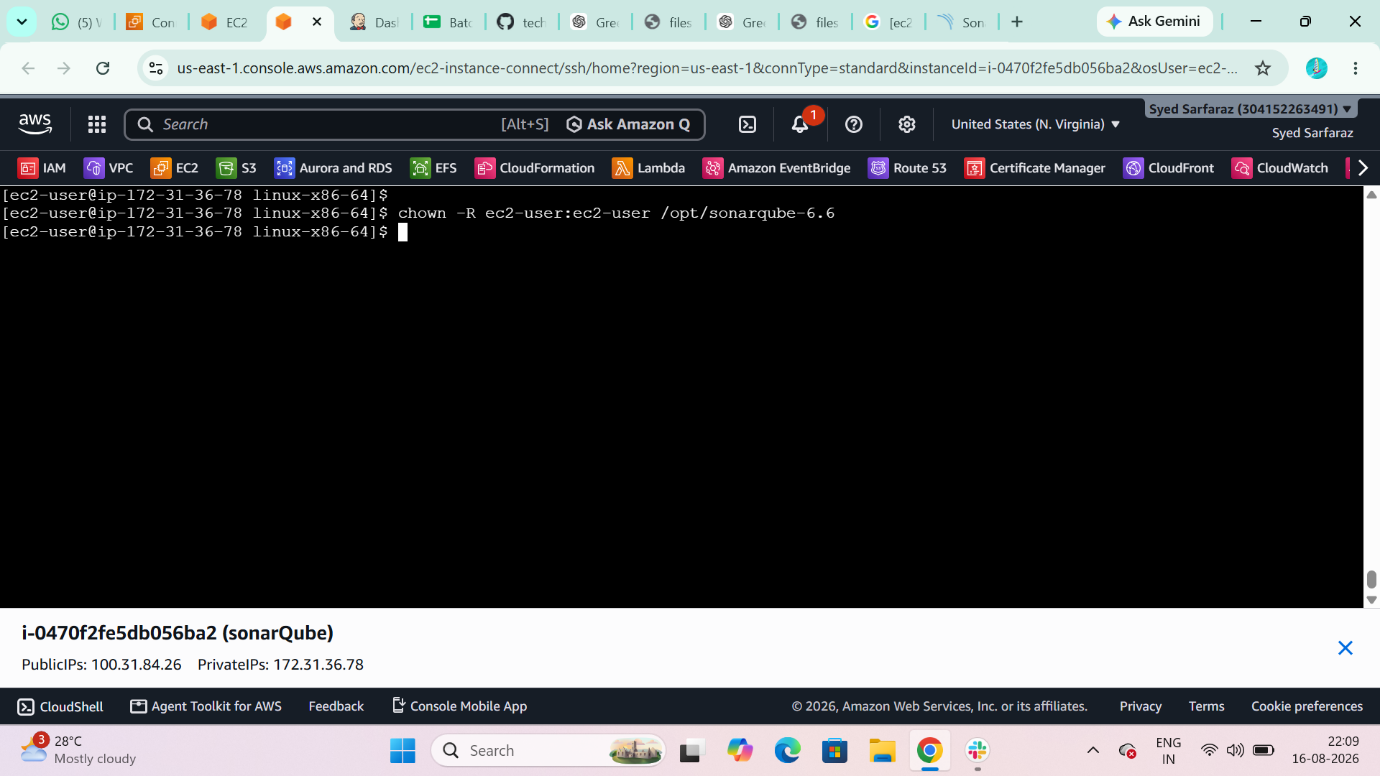 (5) W
Con
EC2
Das
Batc
tech
Gre
files
Gre
files
[ec2
Son
Ask Gemini
us-east-1.console.aws.amazon.com/ec2-instance-connect/ssh/home?region=us-east-1&connType=standard&instanceId=i-0470f2fe5db056ba2&osUser=ec2-...
aws
Search [Alt+S] Ask Amazon Q
1
United States (N. Virginia)
Syed Sarfaraz (304152263491)
Syed Sarfaraz
IAM VPC EC2 S3 Aurora and RDS EFS CloudFormation Lambda Amazon EventBridge Route 53 Certificate Manager CloudFront CloudWatch
[ec2-user@ip-172-31-36-78 linux-x86-64]$
[ec2-user@ip-172-31-36-78 linux-x86-64]$ chown -R ec2-user:ec2-user /opt/sonarqube-6.6
[ec2-user@ip-172-31-36-78 linux-x86-64]$
i-0470f2fe5db056ba2 (sonarQube)
PublicIPs: 100.31.84.26 PrivateIPs: 172.31.36.78
CloudShell Agent Toolkit for AWS Feedback Console Mobile App © 2026, Amazon Web Services, Inc. or its affiliates. Privacy Terms Cookie preferences
3
28°C
Mostly cloudy
Search
ENG
IN
22:09
16-08-2026